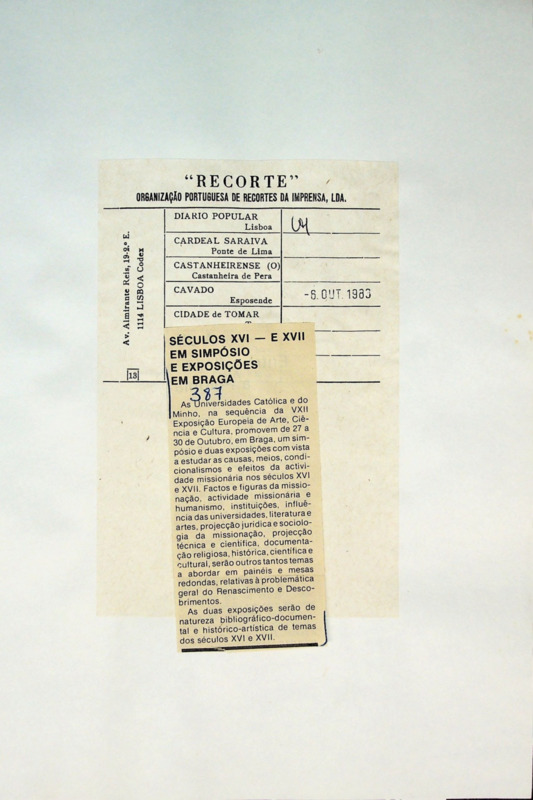 “RECORTE”
ORGANIZAÇÃO PORTUGUESA DE RECORTES DA IMPRENSA, LDA.
Av. Almirante Reis, 19-2.º E.
1114 LISBOA Codex
13
DIARIO POPULAR
Lisboa
CARDEAL SARAIVA
Ponte de Lima
CASTANHEIRENSE (O)
Castanheira de Pera
CAVADO
Esposende
-6.OUT.1983
CIDADE de TOMAR
SÉCULOS XVI — E XVII
EM SIMPÓSIO
E EXPOSIÇÕES
EM BRAGA
387
As Universidades Católica e do
Minho, na sequência da VXII
Exposição Europeia de Arte, Ciên-
cia e Cultura, promovem de 27 a
30 de Outubro, em Braga, um sim-
pósio e duas exposições com vista
a estudar as causas, meios, condi-
cionalismos e efeitos da activi-
dade missionária nos séculos XVI
e XVII. Factos e figuras da missio-
nação, actividade missionária e
humanismo, instituições, influên-
cia das universidades, literatura e
artes, projecção jurídica e sociolo-
gia da missionação, projecção
técnica e científica, documenta-
ção religiosa, histórica, científica e
cultural, serão outros tantos temas
a abordar em painéis e mesas
redondas, relativas à problemática
geral do Renascimento e Desco-
brimentos.
As duas exposições serão de
natureza bibliográfico-documen-
tal e histórico-artística de temas
dos séculos XVI e XVII.